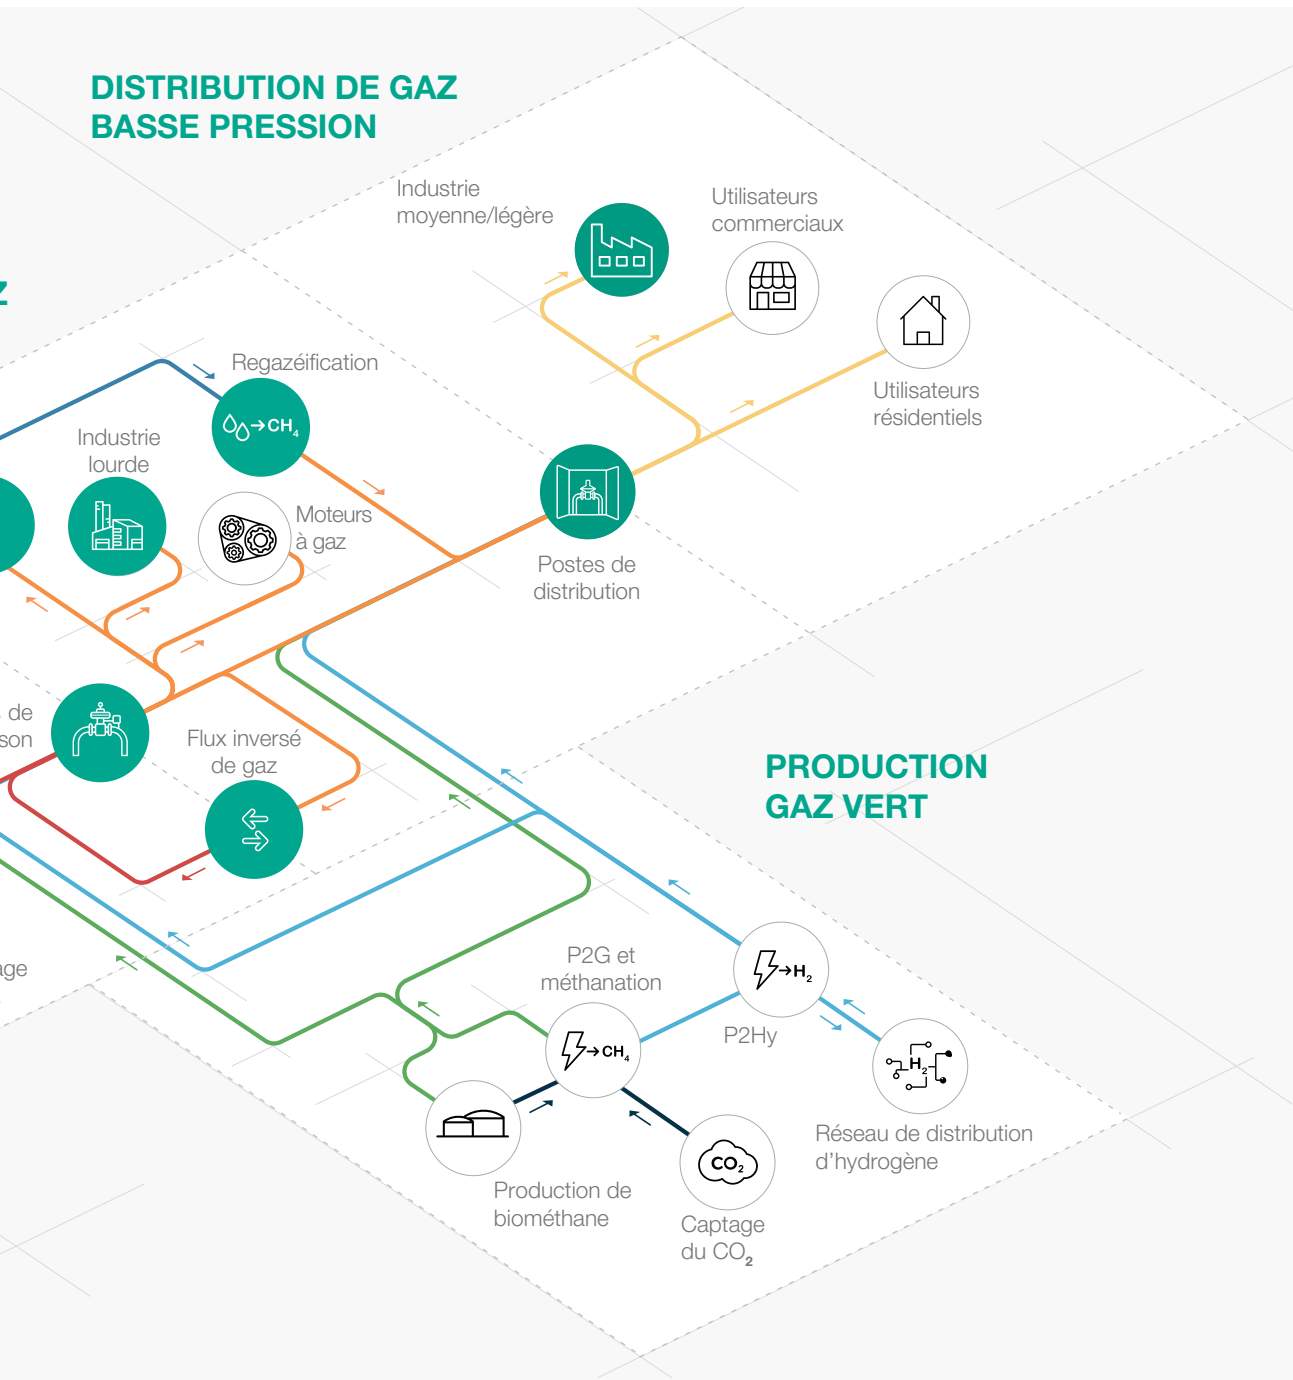 DISTRIBUTION DE GAZ
BASSE PRESSION
Industrie
moyenne/légère
Utilisateurs
commerciaux
Z
Regazéification
→CH₄
Utilisateurs
résidentiels
Industrie
lourde
Moteurs
à gaz
Postes de
distribution
de
Flux inversé
de gaz
PRODUCTION
GAZ VERT
P2G et
méthanation
→H₂
→CH₄
P2Hy
H₂
Réseau de distribution
d’hydrogène
CO₂
Production de
biométhane
Captage
du CO₂